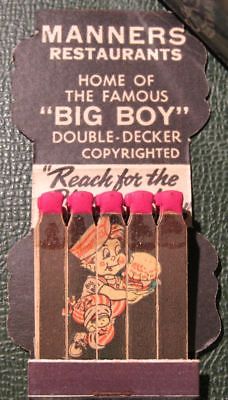 MANNERS
RESTAURANTS
HOME OF
THE FAMOUS
"BIG BOY"
DOUBLE-DECKER
COPYRIGHTED
"Reach for the